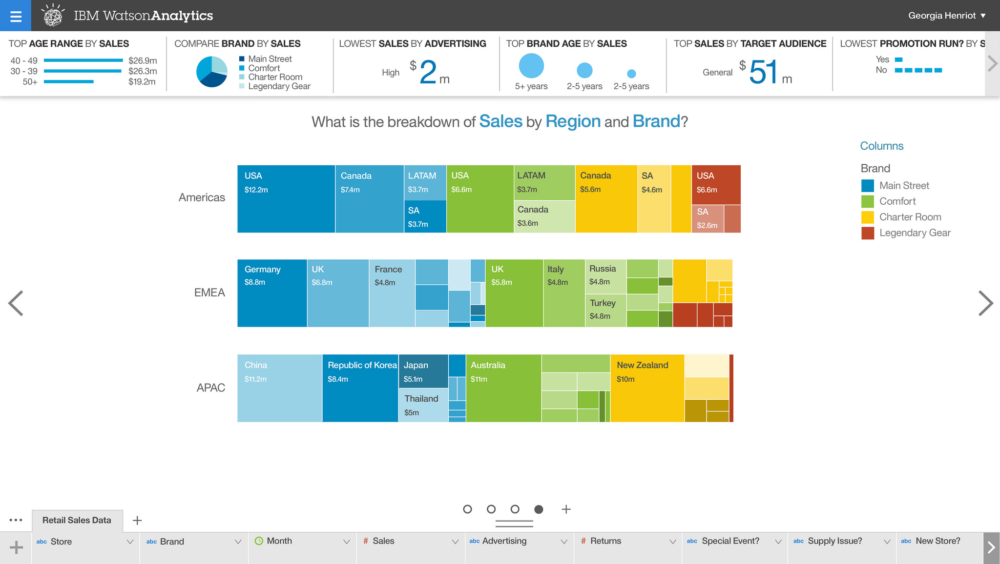 IBM WatsonAnalytics
Georgia Henriot ▼
TOP AGE RANGE BY SALES
40 - 49 $26.9m
30 - 39 $26.3m
50+ $19.2m
COMPARE BRAND BY SALES
Main Street
Comfort
Charter Room
Legendary Gear
LOWEST SALES BY ADVERTISING
High $2m
TOP BRAND AGE BY SALES
5+ years 2-5 years 2-5 years
TOP SALES BY TARGET AUDIENCE
General $51m
LOWEST PROMOTION RUN? BY S
Yes
No
What is the breakdown of Sales by Region and Brand?
Columns
Brand
Main Street
Comfort
Charter Room
Legendary Gear
Americas
USA
$12.2m
Canada
$7.4m
LATAM
$3.7m
SA
$3.7m
USA
$6.6m
LATAM
$3.7m
Canada
$3.6m
Canada
$5.6m
SA
$4.6m
USA
$6.6m
SA
$2.6m
EMEA
Germany
$8.8m
UK
$6.8m
France
$4.8m
UK
$5.8m
Italy
$4.8m
Russia
$4.8m
Turkey
$4.8m
APAC
China
$11.2m
Republic of Korea
$8.4m
Japan
$5.1m
Thailand
$5m
Australia
$11m
New Zealand
$10m
Retail Sales Data
abc Store
abc Brand
Month
# Sales
abc Advertising
# Returns
abc Special Event?
abc Supply Issue?
abc New Store?